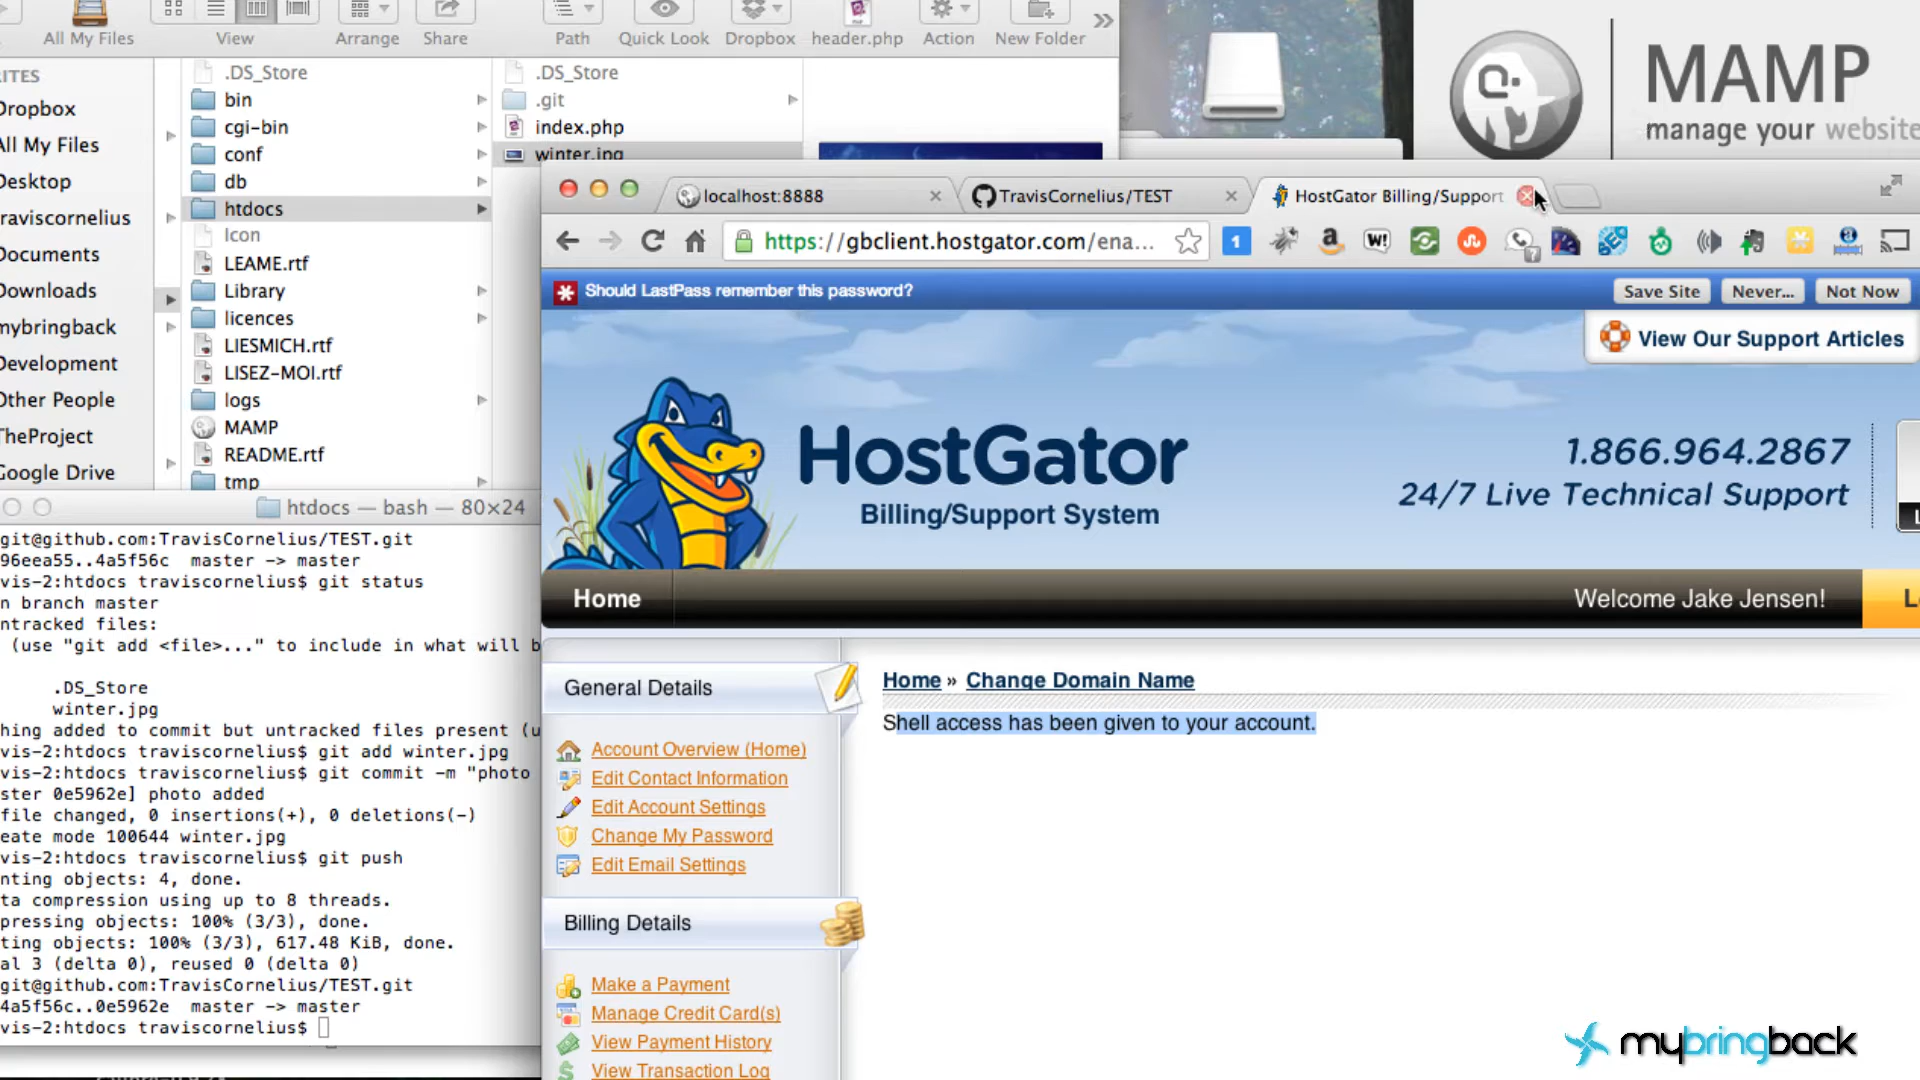 All My Files
View
Arrange
Share
Path
Quick Look
Dropbox
header.php
Action
New Folder
RITES
Dropbox
All My Files
Desktop
raviscornelius
Documents
Downloads
mybringback
Development
Other People
TheProject
Google Drive
.DS_Store
bin
cgi-bin
conf
db
htdocs
Icon
LEAME.rtf
Library
licences
LIESMICH.rtf
LISEZ-MOI.rtf
logs
MAMP
README.rtf
tmp
.DS_Store
.git
index.php
winter.jpg
MAMP
manage your website
localhost:8888
TravisCornelius/TEST
HostGator Billing/Support
https://gbclient.hostgator.com/ena...
Should LastPass remember this password?
Save Site
Never...
Not Now
View Our Support Articles
HostGator
Billing/Support System
1.866.964.2867
24/7 Live Technical Support
Home
Welcome Jake Jensen!
General Details
Account Overview (Home)
Edit Contact Information
Edit Account Settings
Change My Password
Edit Email Settings
Billing Details
Make a Payment
Manage Credit Card(s)
View Payment History
View Transaction Log
Home » Change Domain Name
Shell access has been given to your account.
htdocs — bash — 80×24
git@github.com:TravisCornelius/TEST.git
96eea55..4a5f56c master -> master
vis-2:htdocs traviscornelius$ git status
n branch master
ntracked files:
(use "git add <file>..." to include in what will b
.DS_Store
winter.jpg
hing added to commit but untracked files present (u
vis-2:htdocs traviscornelius$ git add winter.jpg
vis-2:htdocs traviscornelius$ git commit -m "photo
ster 0e5962e] photo added
file changed, 0 insertions(+), 0 deletions(-)
eate mode 100644 winter.jpg
vis-2:htdocs traviscornelius$ git push
nting objects: 4, done.
ta compression using up to 8 threads.
pressing objects: 100% (3/3), done.
ting objects: 100% (3/3), 617.48 KiB, done.
al 3 (delta 0), reused 0 (delta 0)
git@github.com:TravisCornelius/TEST.git
4a5f56c..0e5962e master -> master
vis-2:htdocs traviscornelius$
mybringback